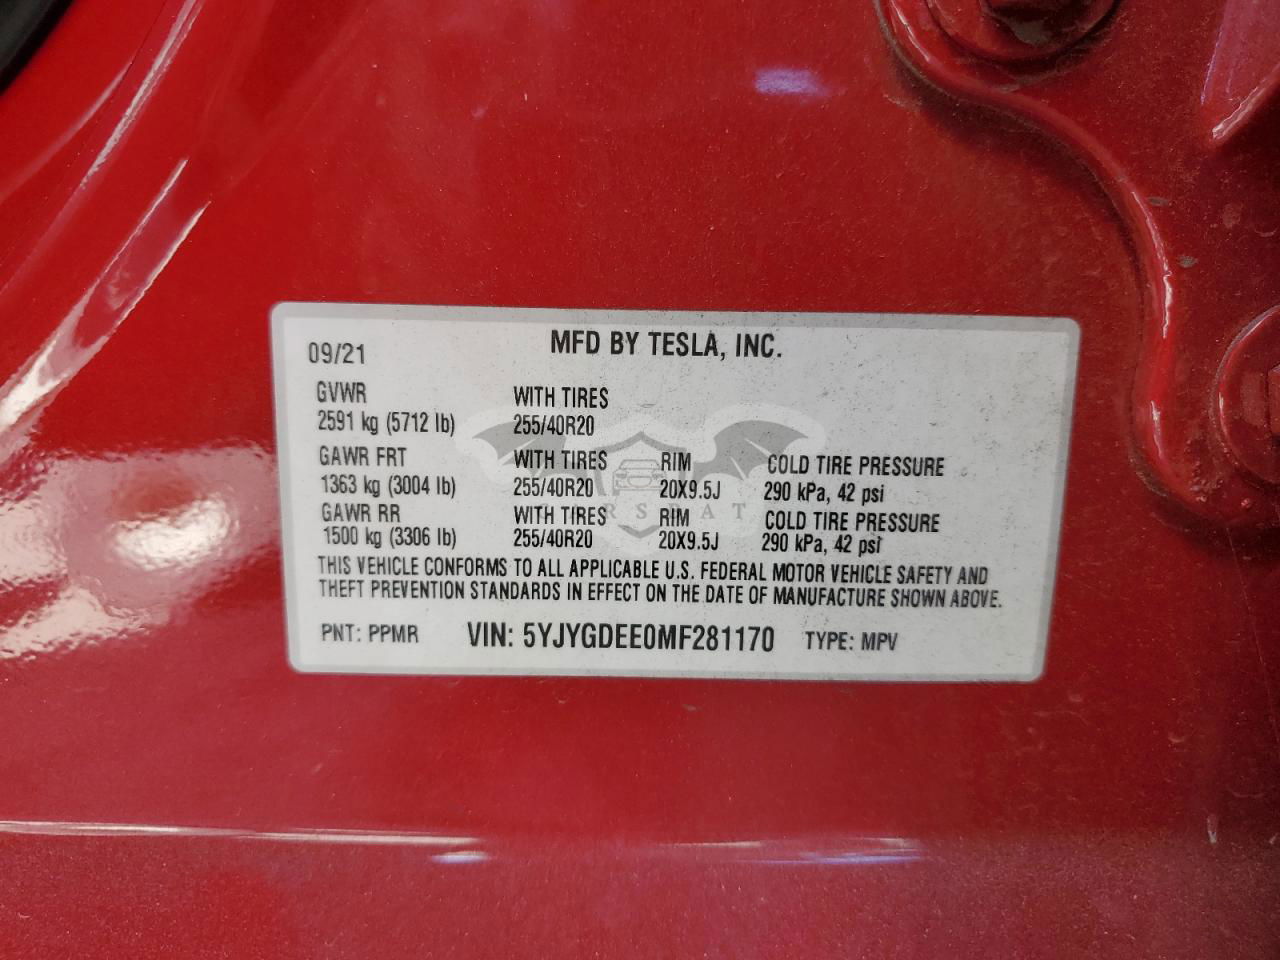 MFD BY TESLA, INC.
09/21
GVWR WITH TIRES
2591 kg (5712 lb) 255/40R20
GAWR FRT WITH TIRES RIM COLD TIRE PRESSURE
1363 kg (3004 lb) 255/40R20 20X9.5J 290 kPa, 42 psi
GAWR RR WITH TIRES RIM COLD TIRE PRESSURE
1500 kg (3306 lb) 255/40R20 20X9.5J 290 kPa, 42 psi
THIS VEHICLE CONFORMS TO ALL APPLICABLE U.S. FEDERAL MOTOR VEHICLE SAFETY AND
THEFT PREVENTION STANDARDS IN EFFECT ON THE DATE OF MANUFACTURE SHOWN ABOVE.
PNT: PPMR VIN: 5YJYGDEE0MF281170 TYPE: MPV